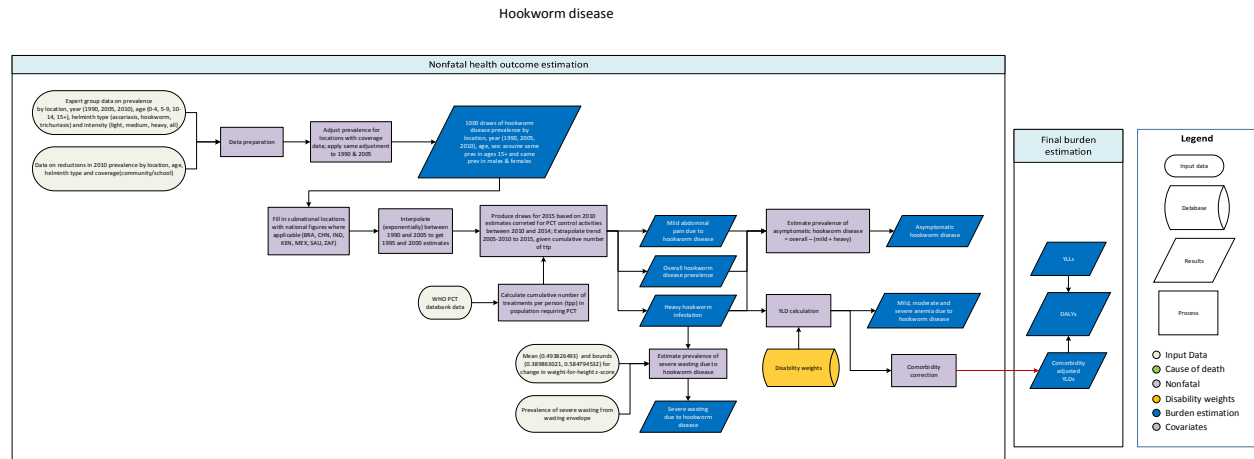 Hookworm disease
Nonfatal health outcome estimation
Expert group data on prevalence
by location, year (1990, 2005, 2010), age (0-4, 5-9, 10-
14, 15+), helminth type (ascariasis, hookworm,
trichuriasis) and intensity (light, medium, heavy, all)
Data on reductions in 2010 prevalence by location, age,
helminth type and coverage(community/school)
Data preparation
Adjust prevalence for
locations with coverage
data; apply same adjustment
to 1990 & 2005
1000 draws of hookworm
disease prevalence by
location, year (1990, 2005,
2010), age, sex: assume same
prev in ages 15+ and same
prev in males & females
Fill in subnational locations
with national figures where
applicable (BRA, CHN, IND,
KEN, MEX, SAU, ZAF)
Interpolate
(exponentially) between
1990 and 2005 to get
1995 and 2000 estimates
Produce draws for 2015 based on 2010
estimates correted for PCT control activities
between 2010 and 2014; Extrapolate trend
2005-2010 to 2015, given cumulative number of
ttp
WHO PCT
databank data
Calculate cumulative number of
treatments per person (tpp) in
population requiring PCT
Mild abdominal
pain due to
hookworm disease
Overall hookworm
disease prevalence
Heavy hookworm
infestation
Estimate prevalence of
asymptomatic hookworm disease
= overall – (mild + heavy)
Asymptomatic
hookworm disease
YLD calculation
Mild, moderate and
severe anemia due to
hookworm disease
Mean (0.493826493) and bounds
(0.389863021, 0.584794532) for
change in weight-for-height z-score
Prevalence of severe wasting from
wasting envelope
Estimate prevalence of
severe wasting due to
hookworm disease
Severe wasting
due to hookworm
disease
Disability weights
Comorbidity
correction
Final burden
estimation
YLLs
DALYs
Comorbidity
adjusted
YLDs
Legend
Input data
Database
Results
Process
Input Data
Cause of death
Nonfatal
Disability weights
Burden estimation
Covariates